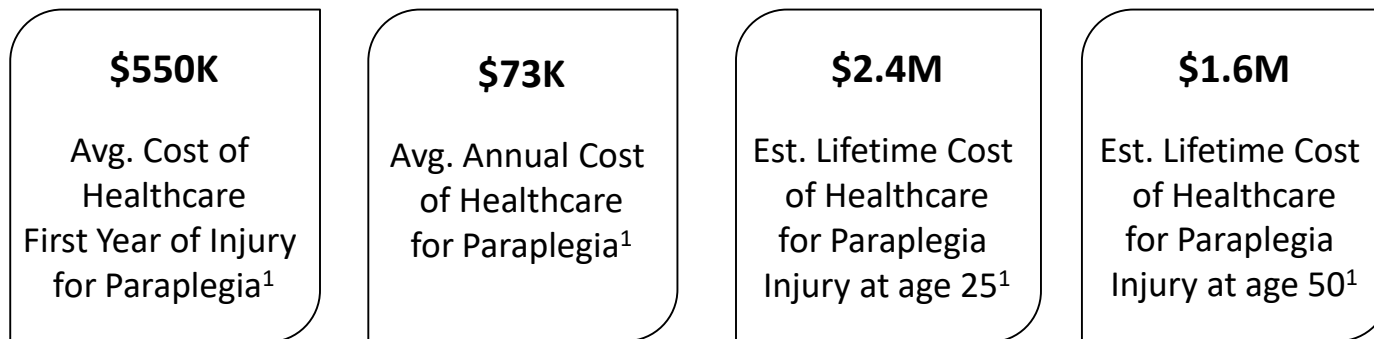 $550K
Avg. Cost of
Healthcare
First Year of Injury
for Paraplegia¹
$73K
Avg. Annual Cost
of Healthcare
for Paraplegia¹
$2.4M
Est. Lifetime Cost
of Healthcare
for Paraplegia
Injury at age 25¹
$1.6M
Est. Lifetime Cost
of Healthcare
for Paraplegia
Injury at age 50¹